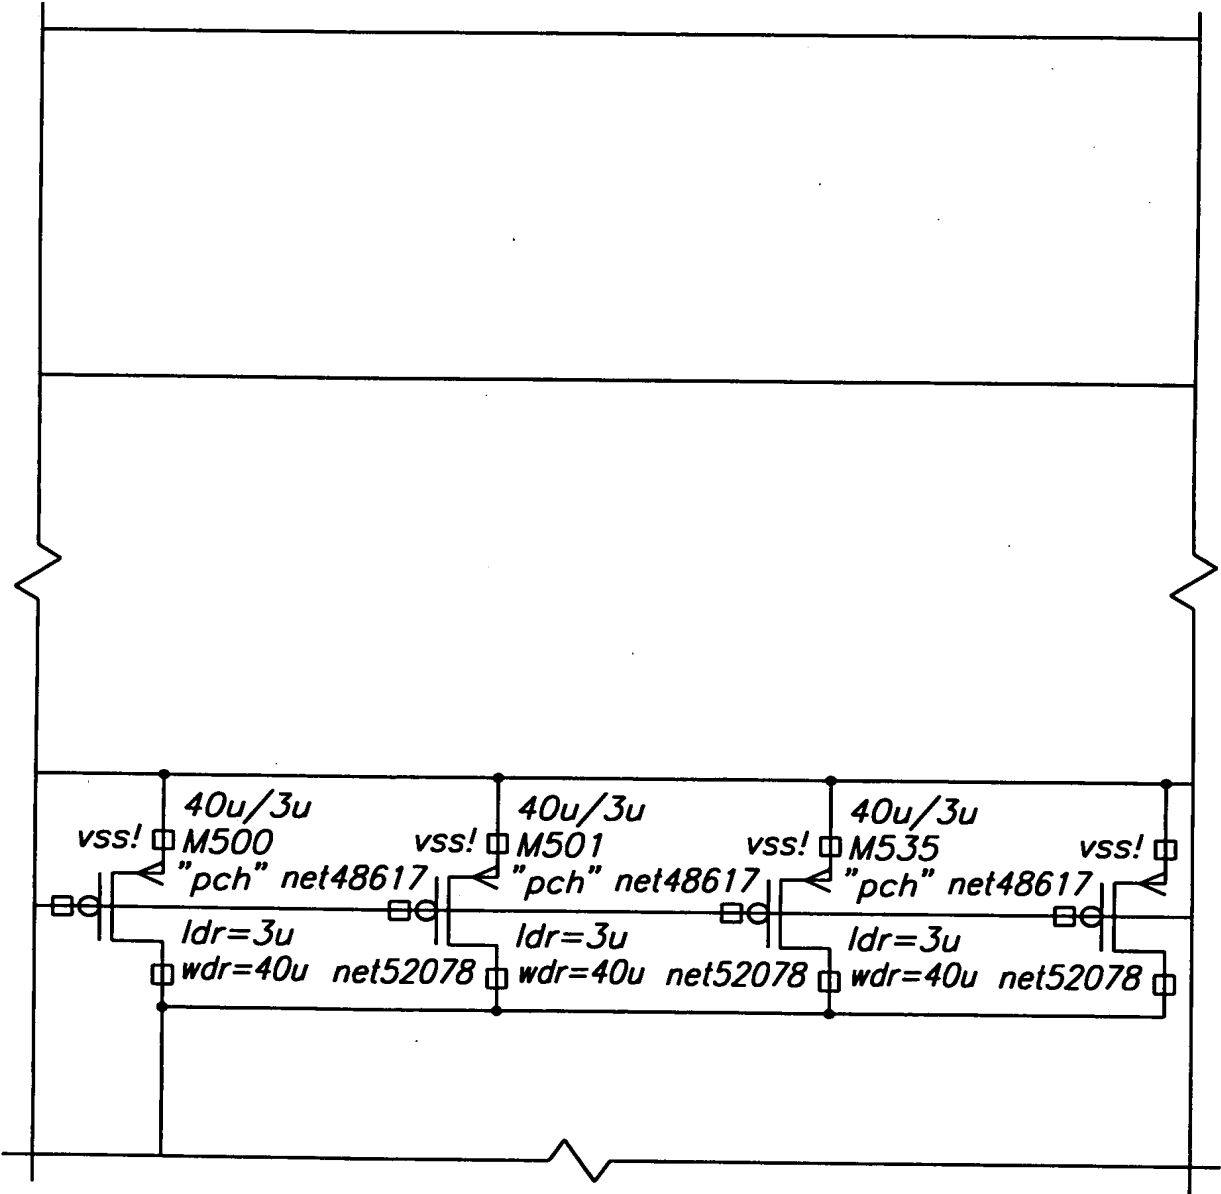 40u/3u 40u/3u 40u/3u
vss! M500 vss! M501 vss! M535 vss!
"pch" net48617 "pch" net48617 "pch" net48617
ldr=3u ldr=3u ldr=3u
wdr=40u net52078 wdr=40u net52078 wdr=40u net52078